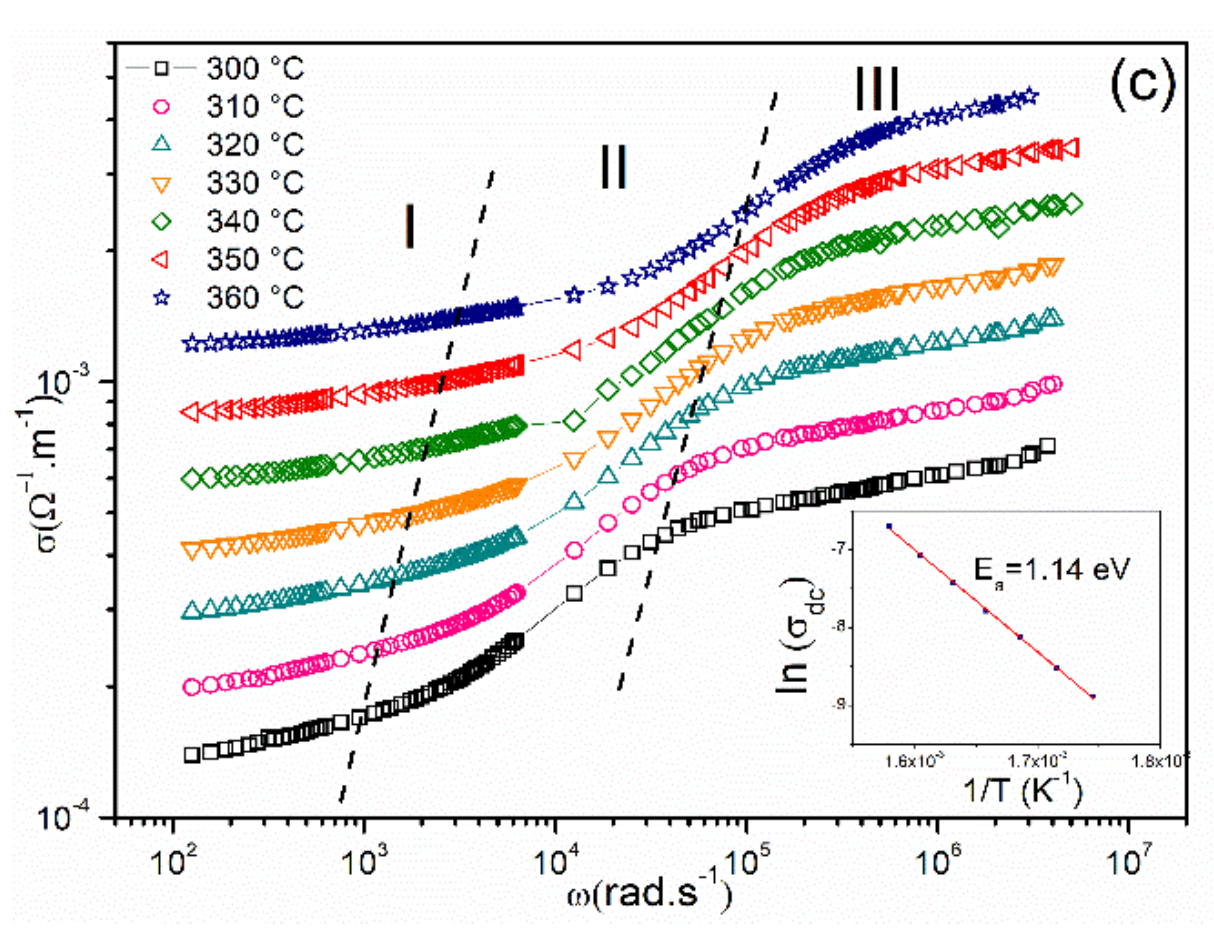 (c)
300 °C
310 °C
320 °C
330 °C
340 °C
350 °C
360 °C
I
II
III
10⁻³
10⁻⁴
σ(Ω⁻¹.m⁻¹)
10² 10³ 10⁴ 10⁵ 10⁶ 10⁷
ω(rad.s⁻¹)
Eₐ=1.14 eV
ln (σ_dc)
-7
-8
-9
1.6x10⁻³ 1.7x10⁻³
1/T (K⁻¹)